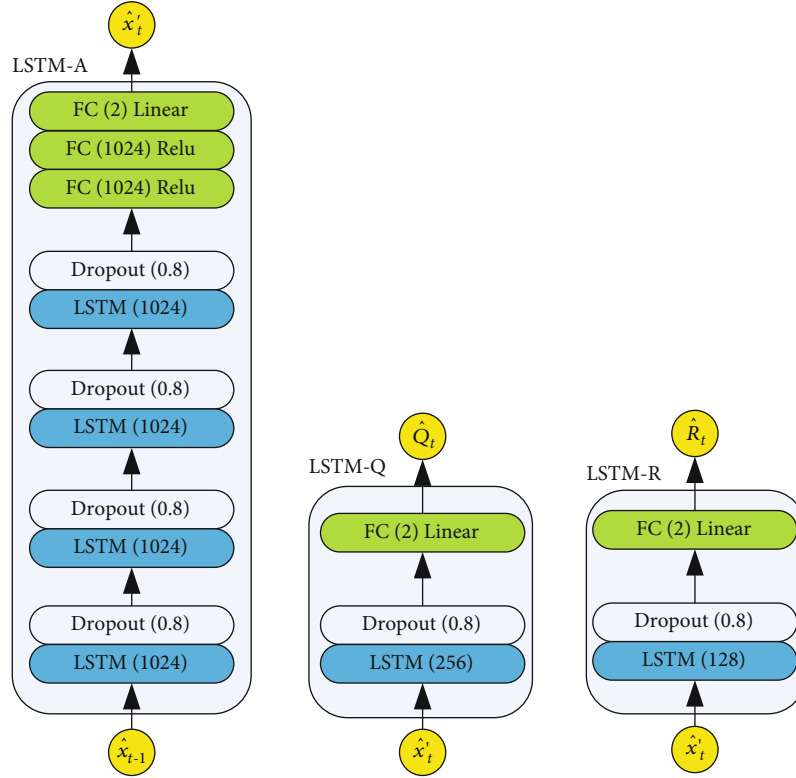 x̂'ₜ
LSTM-A
FC (2) Linear
FC (1024) Relu
FC (1024) Relu
Dropout (0.8)
LSTM (1024)
Dropout (0.8)
LSTM (1024)
Dropout (0.8)
LSTM (1024)
Dropout (0.8)
LSTM (1024)
x̂ₜ₋₁
Q̂ₜ
LSTM-Q
FC (2) Linear
Dropout (0.8)
LSTM (256)
x̂'ₜ
R̂ₜ
LSTM-R
FC (2) Linear
Dropout (0.8)
LSTM (128)
x̂'ₜ